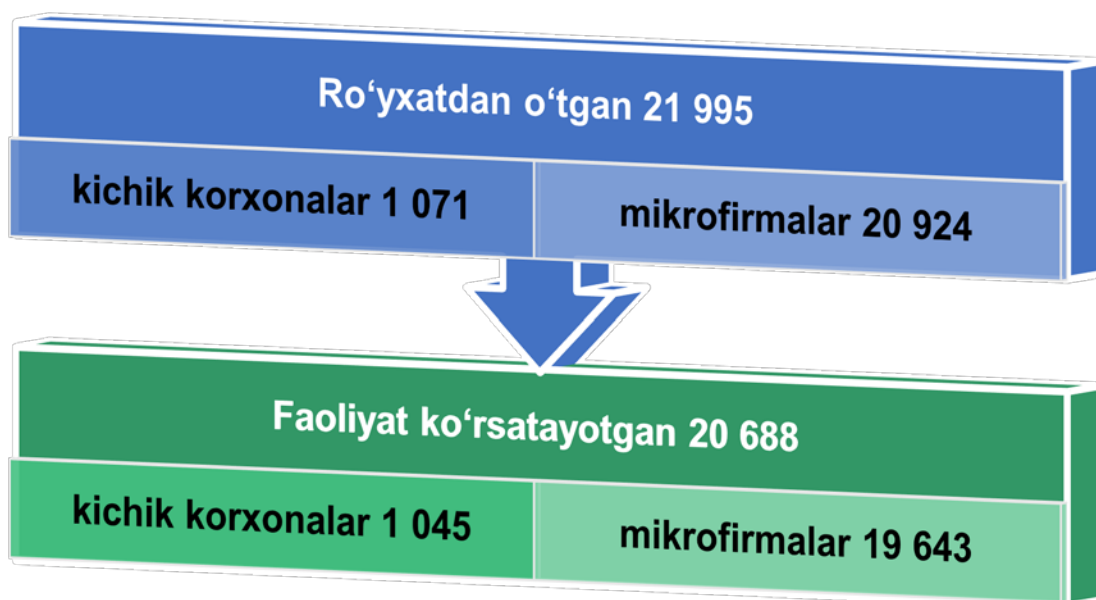 Ro‘yxatdan o‘tgan 21 995
kichik korxonalar 1 071
mikrofirmalar 20 924
Faoliyat ko‘rsatayotgan 20 688
kichik korxonalar 1 045
mikrofirmalar 19 643